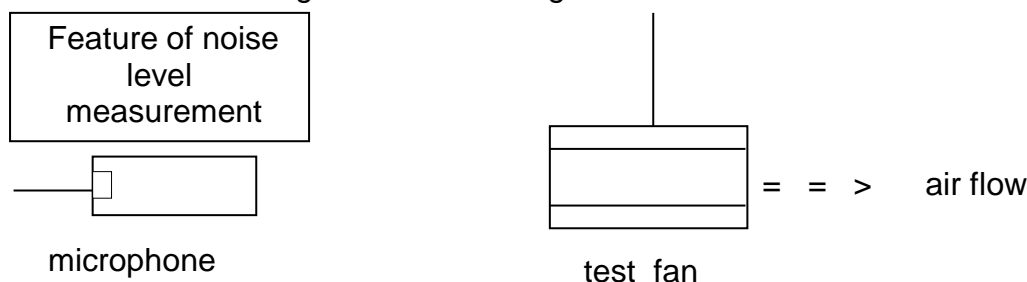 Feature of noise
level
measurement
= = > air flow
microphone
test fan